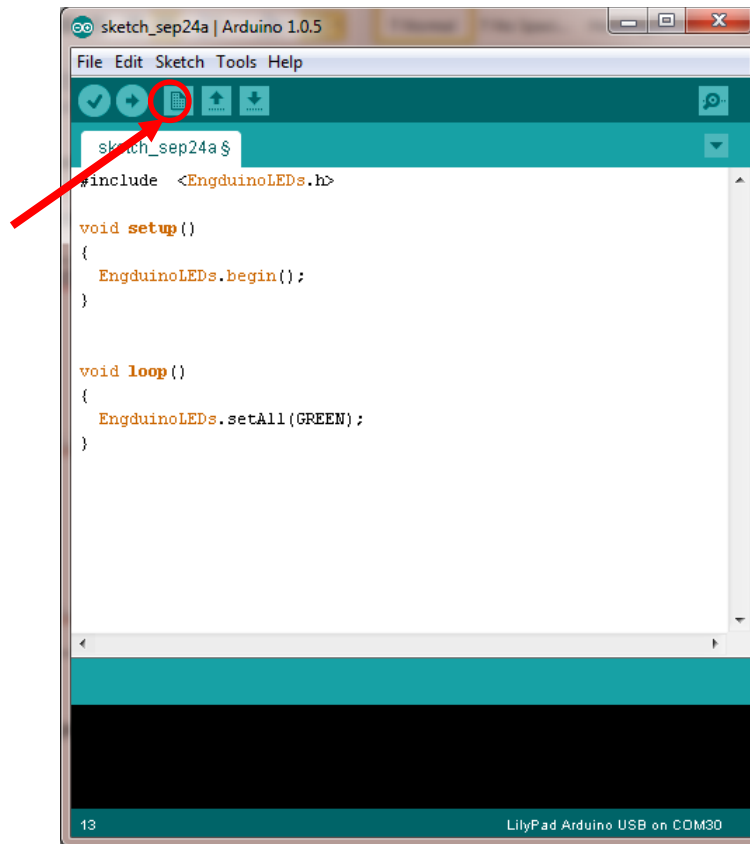 sketch_sep24a | Arduino 1.0.5
File Edit Sketch Tools Help
sketch_sep24a §
#include <EngduinoLEDs.h>
void setup()
{
EngduinoLEDs.begin();
}
void loop()
{
EngduinoLEDs.setAll(GREEN);
}
13 LilyPad Arduino USB on COM30